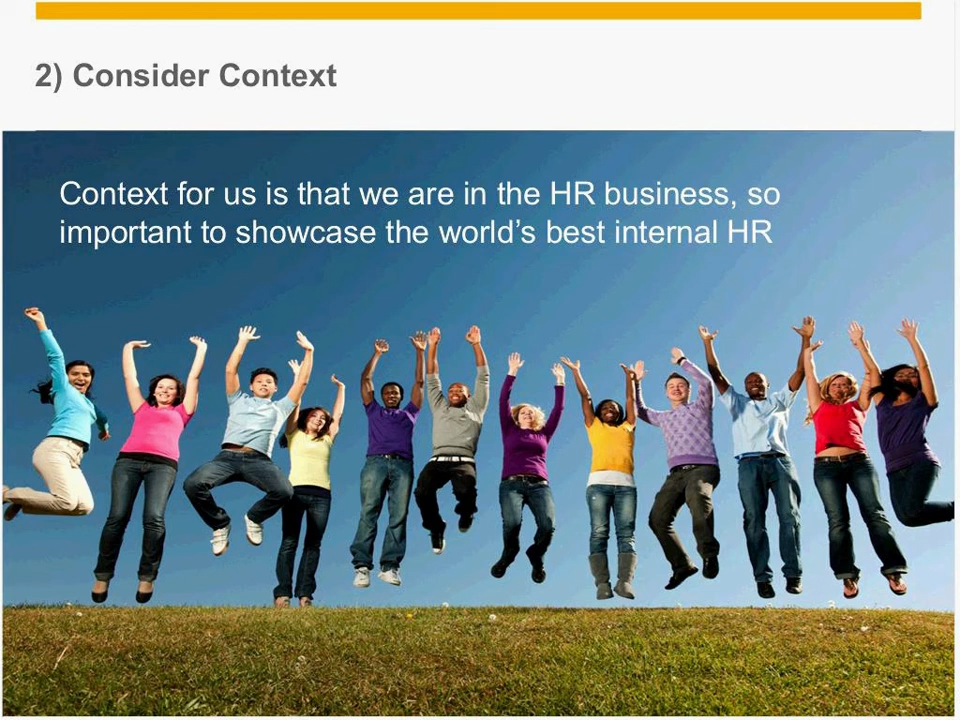 2) Consider Context
Context for us is that we are in the HR business, so
important to showcase the world’s best internal HR